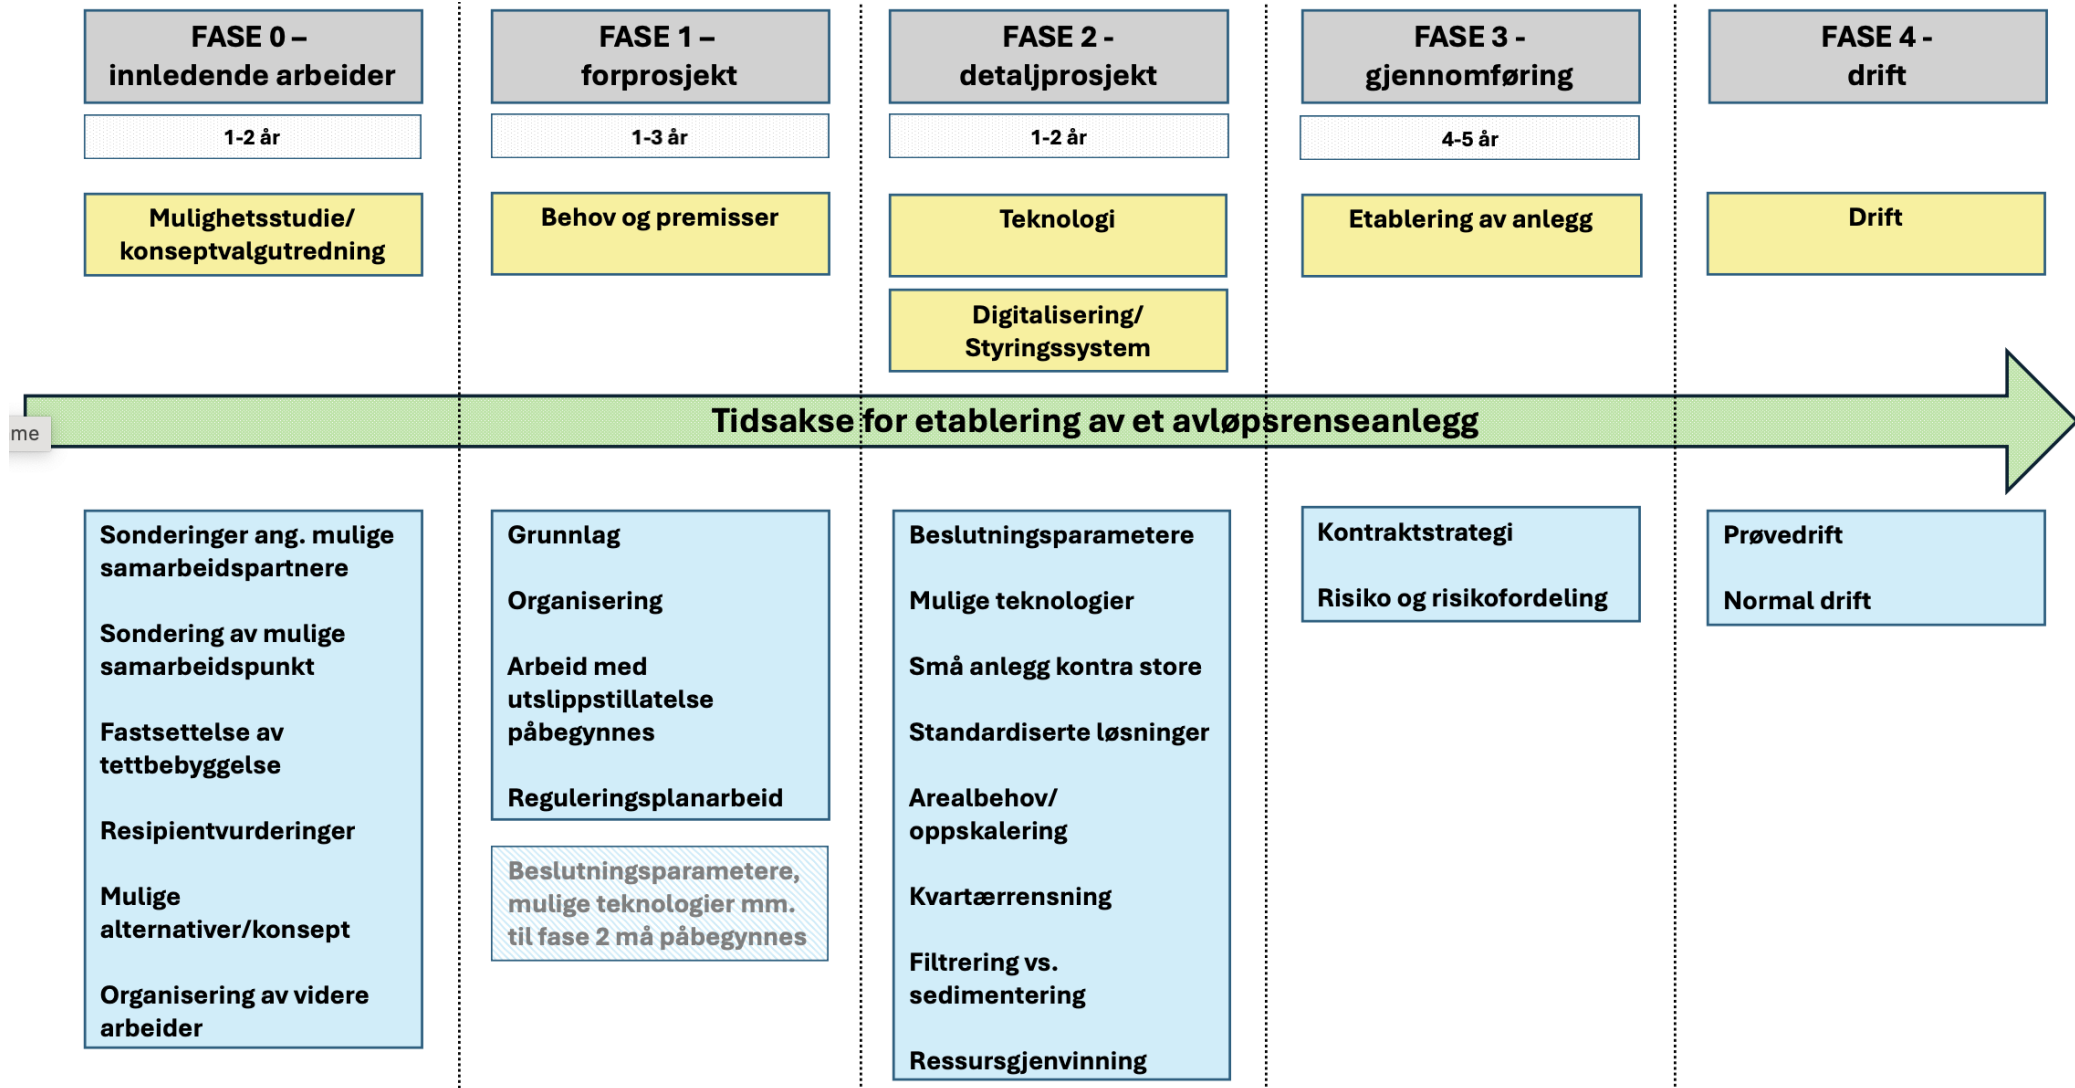 FASE 0 –
innledende arbeider
1-2 år
Mulighetsstudie/
konseptvalgutredning
FASE 1 –
forprosjekt
1-3 år
Behov og premisser
FASE 2 -
detaljprosjekt
1-2 år
Teknologi
Digitalisering/
Styringssystem
FASE 3 -
gjennomføring
4-5 år
Etablering av anlegg
FASE 4 -
drift
Drift
me
Tidsakse for etablering av et avløpsrenseanlegg
Sonderinger ang. mulige
samarbeidspartnere
Sondering av mulige
samarbeidspunkt
Fastsettelse av
tettbebyggelse
Resipientvurderinger
Mulige
alternativer/konsept
Organisering av videre
arbeider
Grunnlag
Organisering
Arbeid med
utslippstillatelse
påbegynnes
Reguleringsplanarbeid
Beslutningsparametere,
mulige teknologier mm.
til fase 2 må påbegynnes
Beslutningsparametere
Mulige teknologier
Små anlegg kontra store
Standardiserte løsninger
Arealbehov/
oppskalering
Kvartærrensning
Filtrering vs.
sedimentering
Ressursgjenvinning
Kontraktstrategi
Risiko og risikofordeling
Prøvedrift
Normal drift